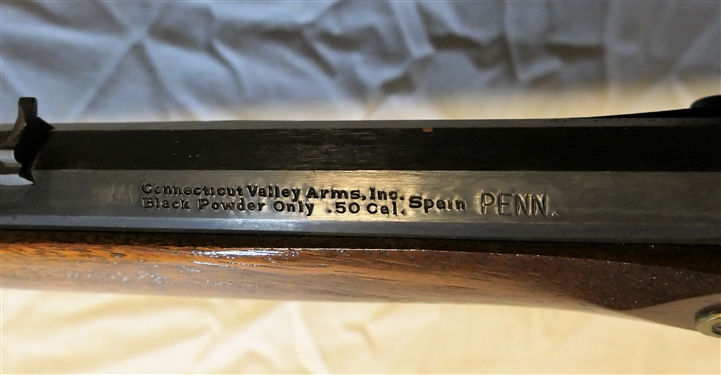 Connecticut Valley Arms, Inc.
Black Powder Only .50 Cal. Spain PENN.